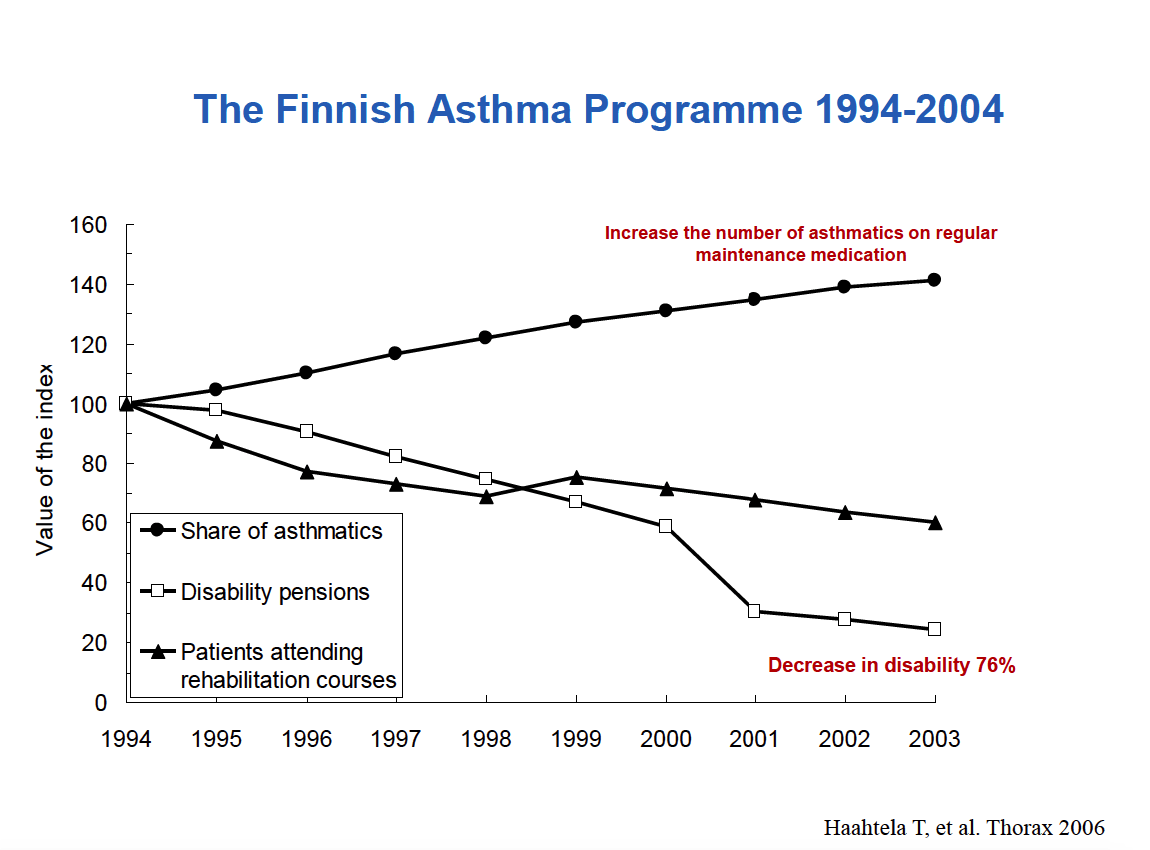 The Finnish Asthma Programme 1994-2004
Increase the number of asthmatics on regular
maintenance medication
Value of the index
160
140
120
100
80
60
40
20
0
Share of asthmatics
Disability pensions
Patients attending
rehabilitation courses
Decrease in disability 76%
1994 1995 1996 1997 1998 1999 2000 2001 2002 2003
Haahtela T, et al. Thorax 2006